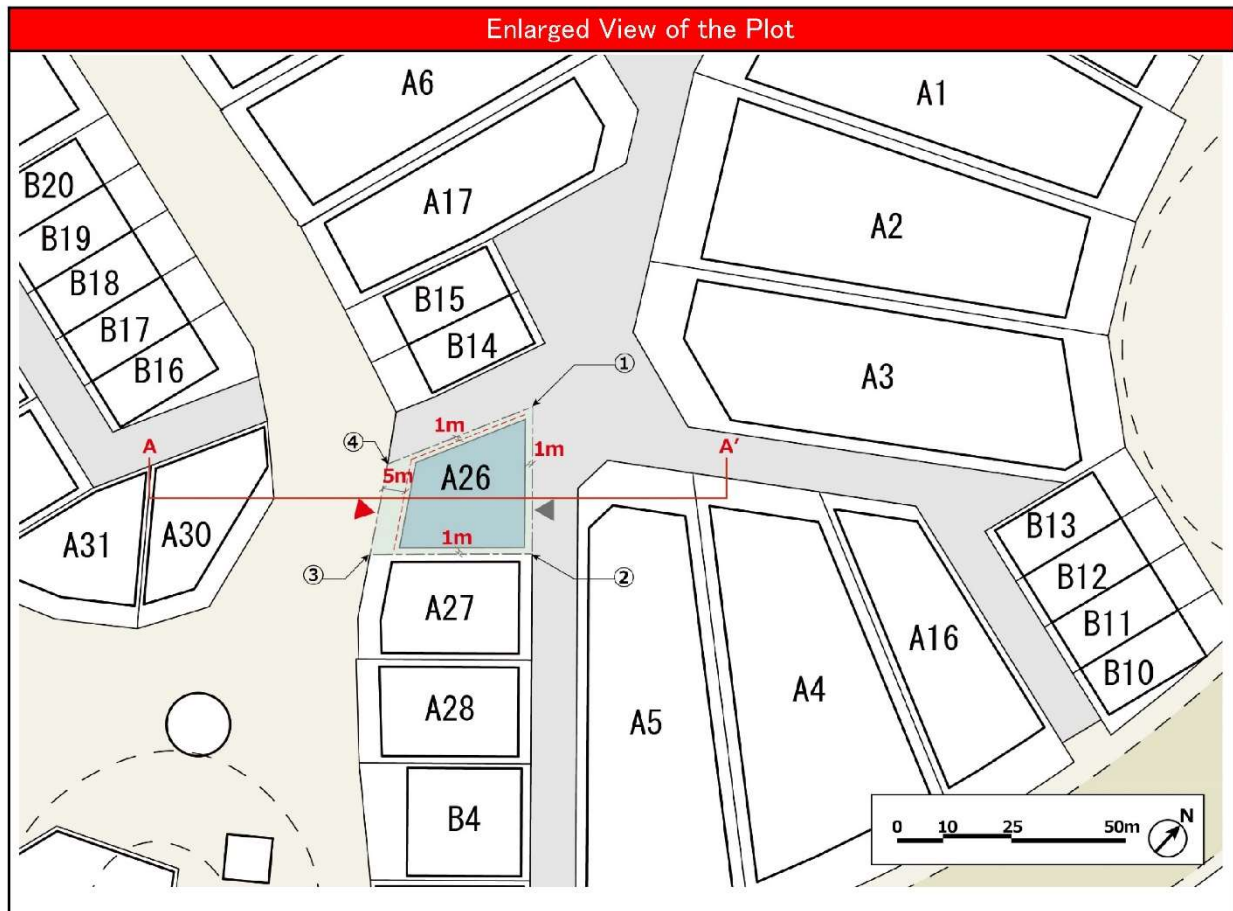 Enlarged View of the Plot
A6
A1
A17
A2
B20
B19
B18
B17
B16
B15
B14
A3
①
1m
④
A
A'
1m
5m
A26
A31
A30
1m
③
②
B13
B12
B11
B10
A27
A16
A28
A5
A4
B4
0 10 25 50m
N